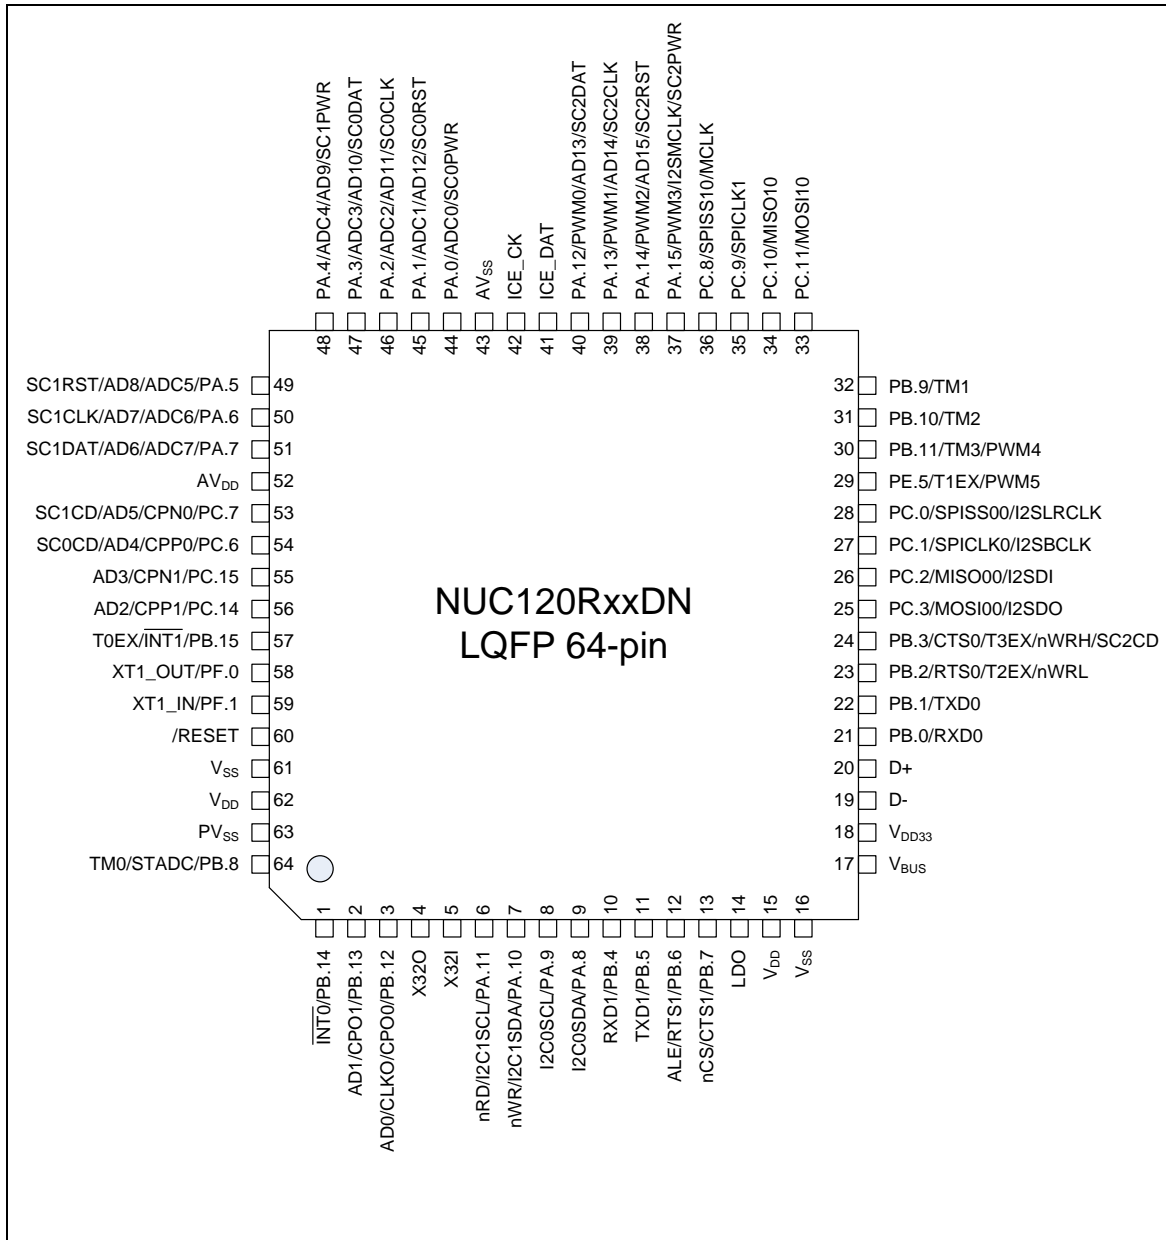 PA.4/ADC4/AD9/SC1PWR
PA.3/ADC3/AD10/SC0DAT
PA.2/ADC2/AD11/SC0CLK
PA.1/ADC1/AD12/SC0RST
PA.0/ADC0/SC0PWR
AVSS
ICE_CK
ICE_DAT
PA.12/PWM0/AD13/SC2DAT
PA.13/PWM1/AD14/SC2CLK
PA.14/PWM2/AD15/SC2RST
PA.15/PWM3/I2SMCLK/SC2PWR
PC.8/SPISS10/MCLK
PC.9/SPICLK1
PC.10/MISO10
PC.11/MOSI10
48 47 46 45 44 43 42 41 40 39 38 37 36 35 34 33
SC1RST/AD8/ADC5/PA.5 49
SC1CLK/AD7/ADC6/PA.6 50
SC1DAT/AD6/ADC7/PA.7 51
AVDD 52
SC1CD/AD5/CPN0/PC.7 53
SC0CD/AD4/CPP0/PC.6 54
AD3/CPN1/PC.15 55
AD2/CPP1/PC.14 56
T0EX/INT1/PB.15 57
XT1_OUT/PF.0 58
XT1_IN/PF.1 59
/RESET 60
VSS 61
VDD 62
PVSS 63
TM0/STADC/PB.8 64
NUC120RxxDN
LQFP 64-pin
32 PB.9/TM1
31 PB.10/TM2
30 PB.11/TM3/PWM4
29 PE.5/T1EX/PWM5
28 PC.0/SPISS00/I2SLRCLK
27 PC.1/SPICLK0/I2SBCLK
26 PC.2/MISO00/I2SDI
25 PC.3/MOSI00/I2SDO
24 PB.3/CTS0/T3EX/nWRH/SC2CD
23 PB.2/RTS0/T2EX/nWRL
22 PB.1/TXD0
21 PB.0/RXD0
20 D+
19 D-
18 VDD33
17 VBUS
1 2 3 4 5 6 7 8 9 10 11 12 13 14 15 16
INT0/PB.14
AD1/CPO1/PB.13
AD0/CLKO/CPO0/PB.12
X32O
X32I
nRD/I2C1SCL/PA.11
nWR/I2C1SDA/PA.10
I2C0SCL/PA.9
I2C0SDA/PA.8
RXD1/PB.4
TXD1/PB.5
ALE/RTS1/PB.6
nCS/CTS1/PB.7
LDO
VDD
VSS